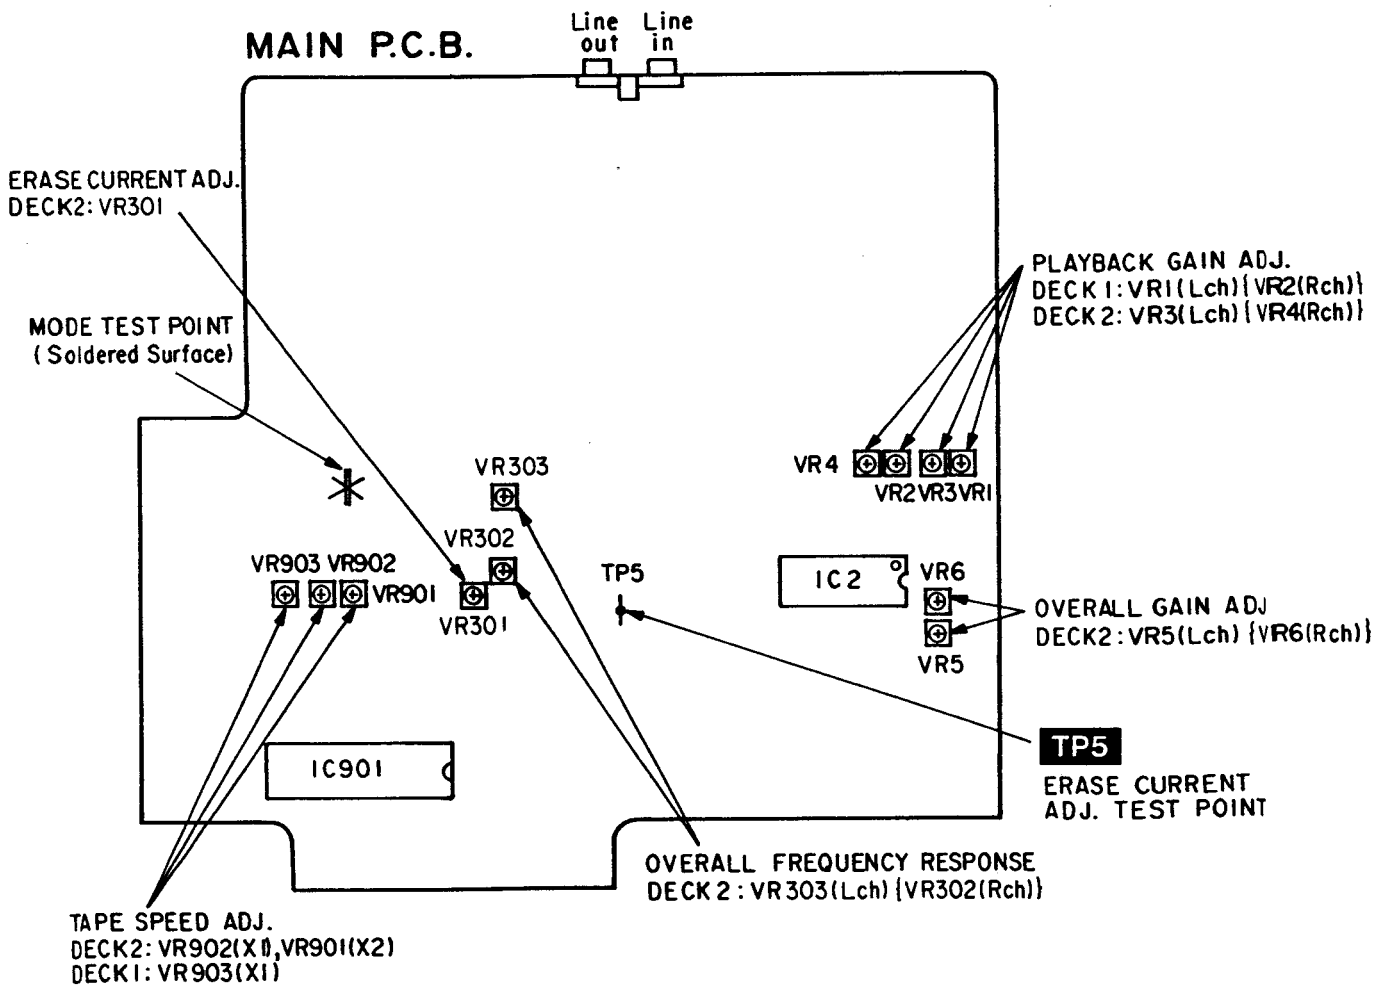 MAIN P.C.B.
Line out
Line in
ERASE CURRENT ADJ.
DECK2: VR301
PLAYBACK GAIN ADJ.
DECK 1: VR1(Lch) {VR2(Rch)}
DECK 2: VR3(Lch) {VR4(Rch)}
MODE TEST POINT
(Soldered Surface)
VR4
VR2 VR3 VR1
VR303
VR302
VR903 VR902
VR901
VR301
TP5
IC2
VR6
VR5
OVERALL GAIN ADJ
DECK2: VR5(Lch) {VR6(Rch)}
TP5
ERASE CURRENT
ADJ. TEST POINT
IC901
OVERALL FREQUENCY RESPONSE
DECK 2: VR303(Lch) {VR302(Rch)}
TAPE SPEED ADJ.
DECK2: VR902(X1), VR901(X2)
DECK1: VR903(X1)